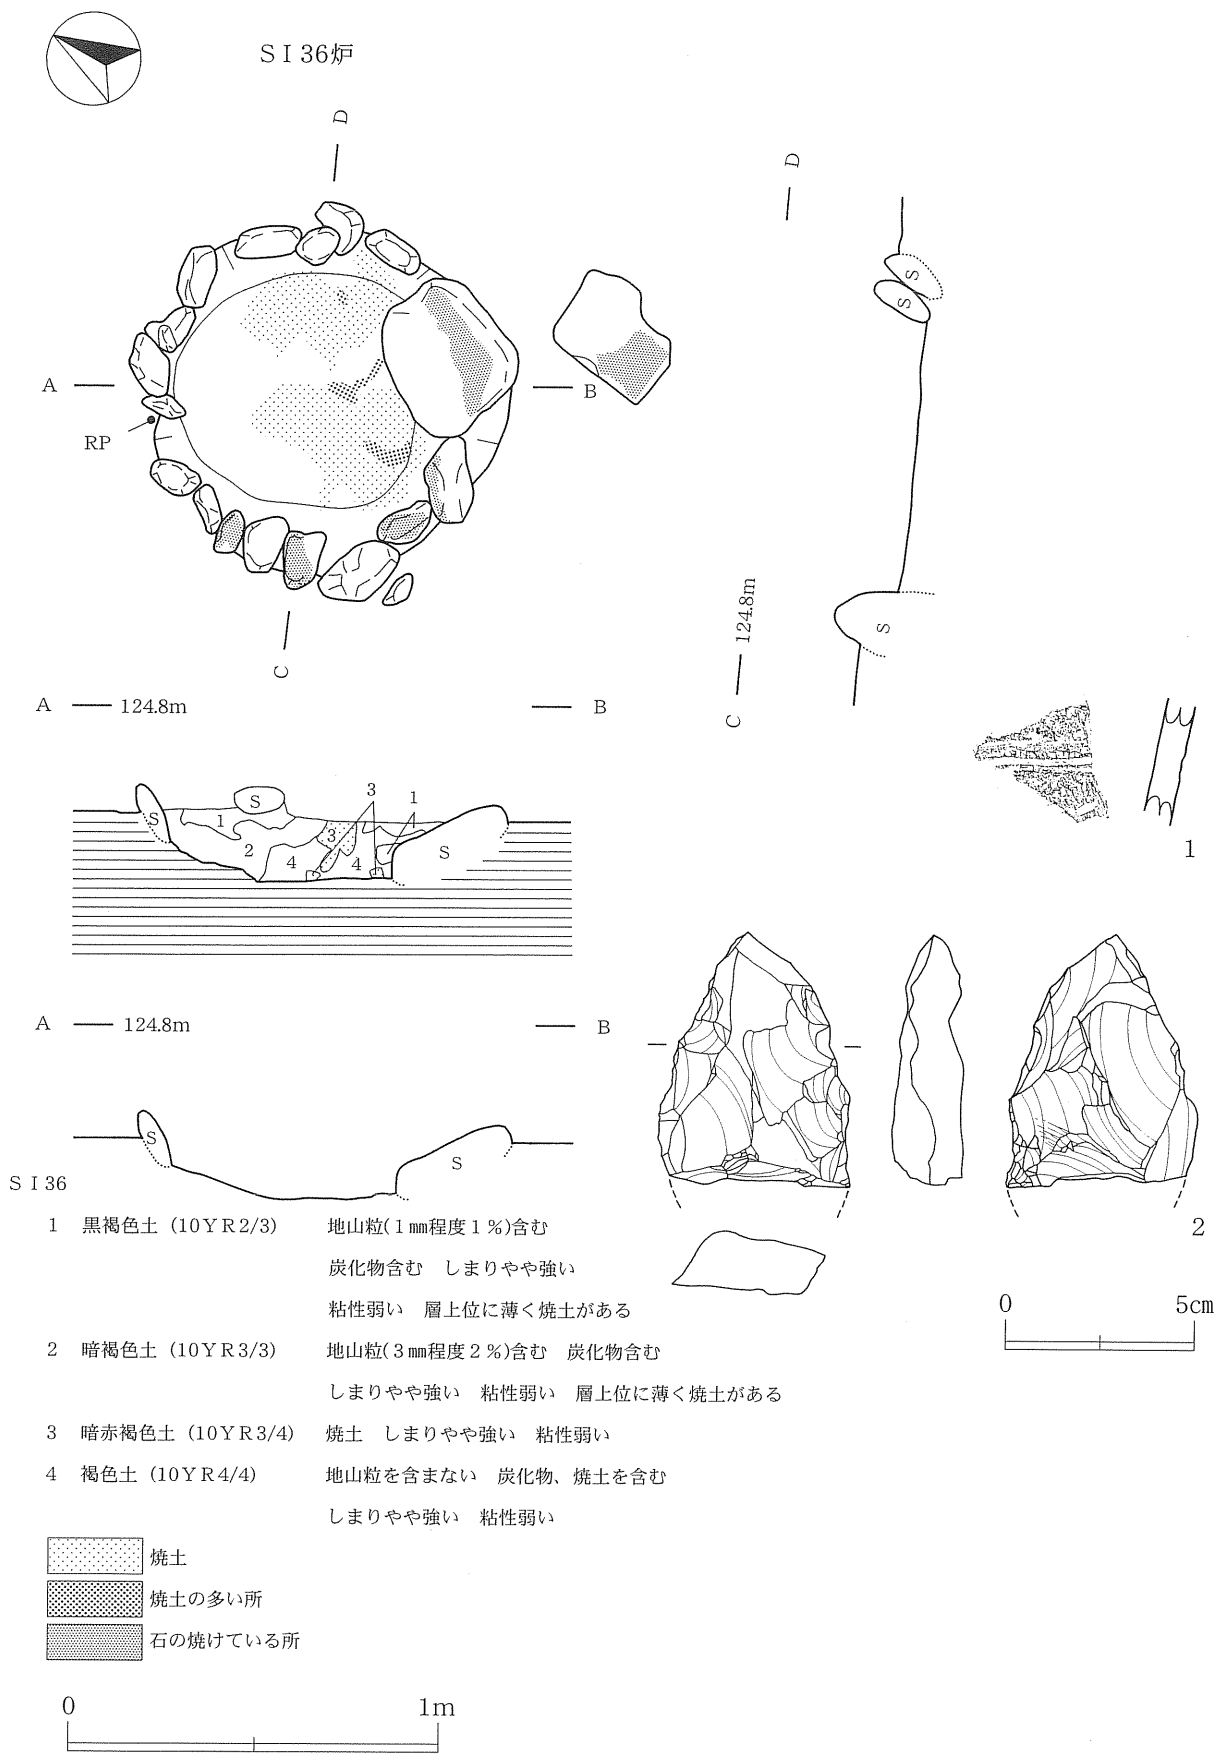 ＳＩ36炉
D
D
A
B
RP
S
S
C
124.8m
S
C
A
124.8m
B
3
1
S
S
1
3
2
4
4
S
1
A
124.8m
B
S
S
ＳＩ36
1　黒褐色土（10ＹＲ2/3）　地山粒(１㎜程度１％)含む
炭化物含む　しまりやや強い
粘性弱い　層上位に薄く焼土がある
2　暗褐色土（10ＹＲ3/3）　地山粒(３㎜程度２％)含む　炭化物含む
しまりやや強い　粘性弱い　層上位に薄く焼土がある
3　暗赤褐色土（10ＹＲ3/4）　焼土　しまりやや強い　粘性弱い
4　褐色土（10ＹＲ4/4）　地山粒を含まない　炭化物、焼土を含む
しまりやや強い　粘性弱い
2
0　5㎝
焼土
焼土の多い所
石の焼けている所
0　1m